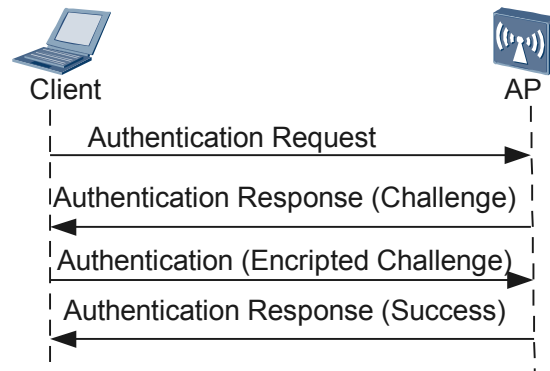 Client
AP
Authentication Request
Authentication Response (Challenge)
Authentication (Encripted Challenge)
Authentication Response (Success)